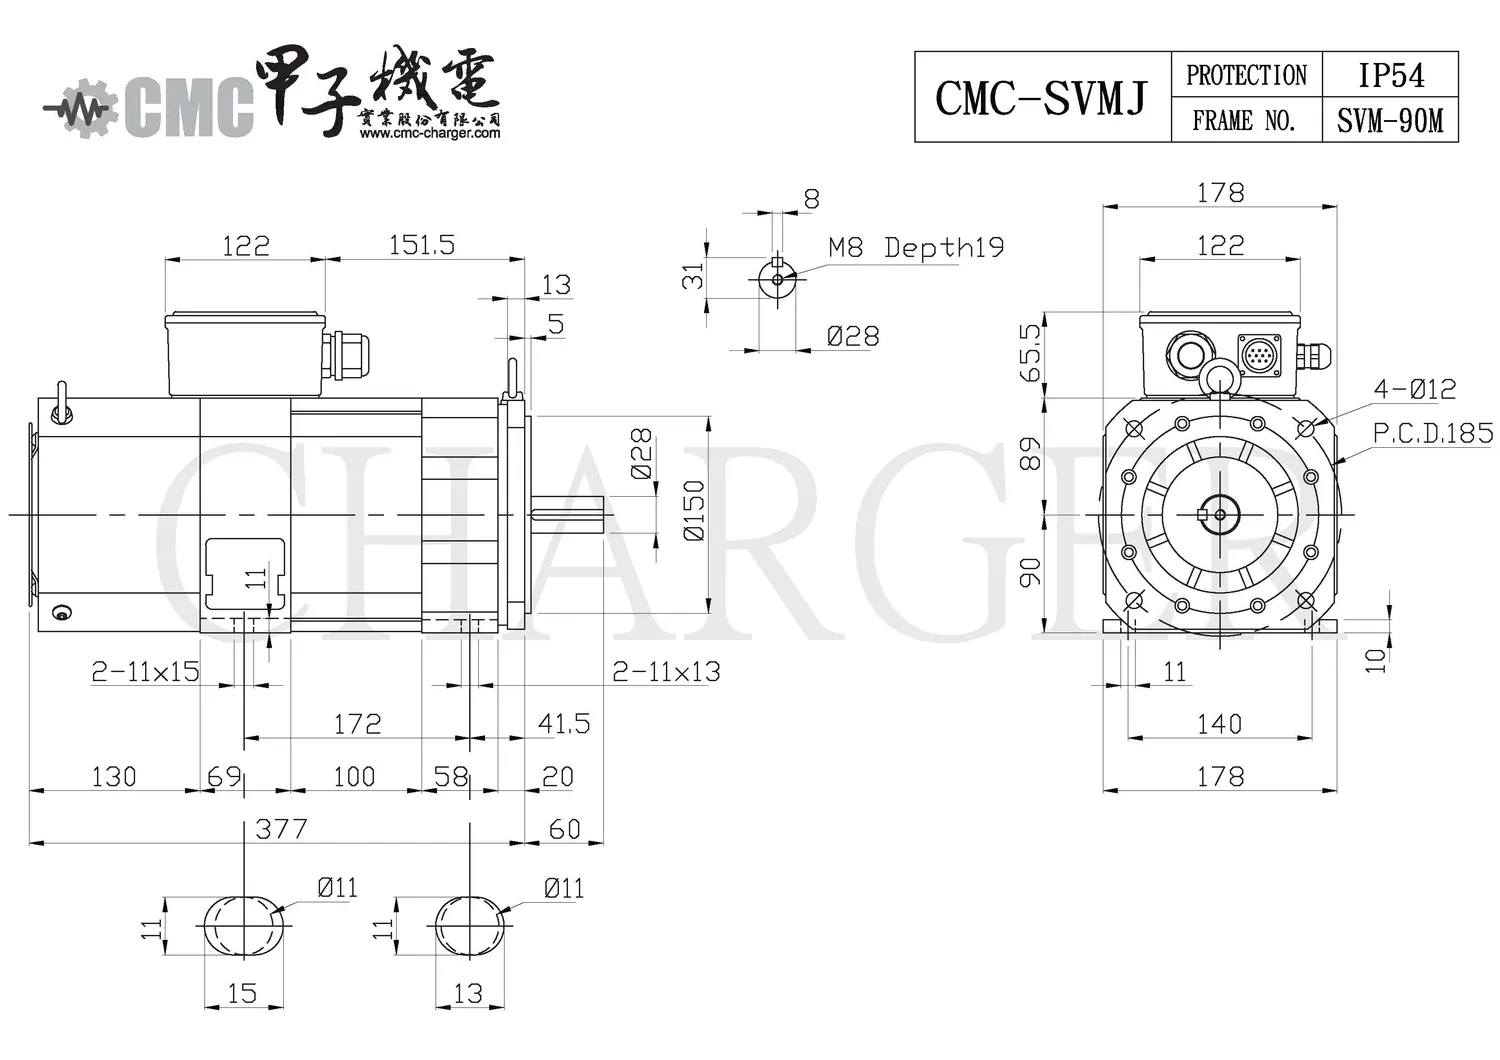 CMC 甲子機電
實業股份有限公司
www.cmc-charger.com
CMC-SVMJ
PROTECTION
IP54
FRAME NO.
SVM-90M
122
151.5
13
5
8
M8 Depth19
31
Ø28
178
122
65.5
4-Ø12
89
P.C.D.185
90
CHARGER
Ø28
Ø150
11
2-11x15
2-11x13
11
10
172
41.5
140
130
69
100
58
20
178
377
60
Ø11
Ø11
11
11
15
13